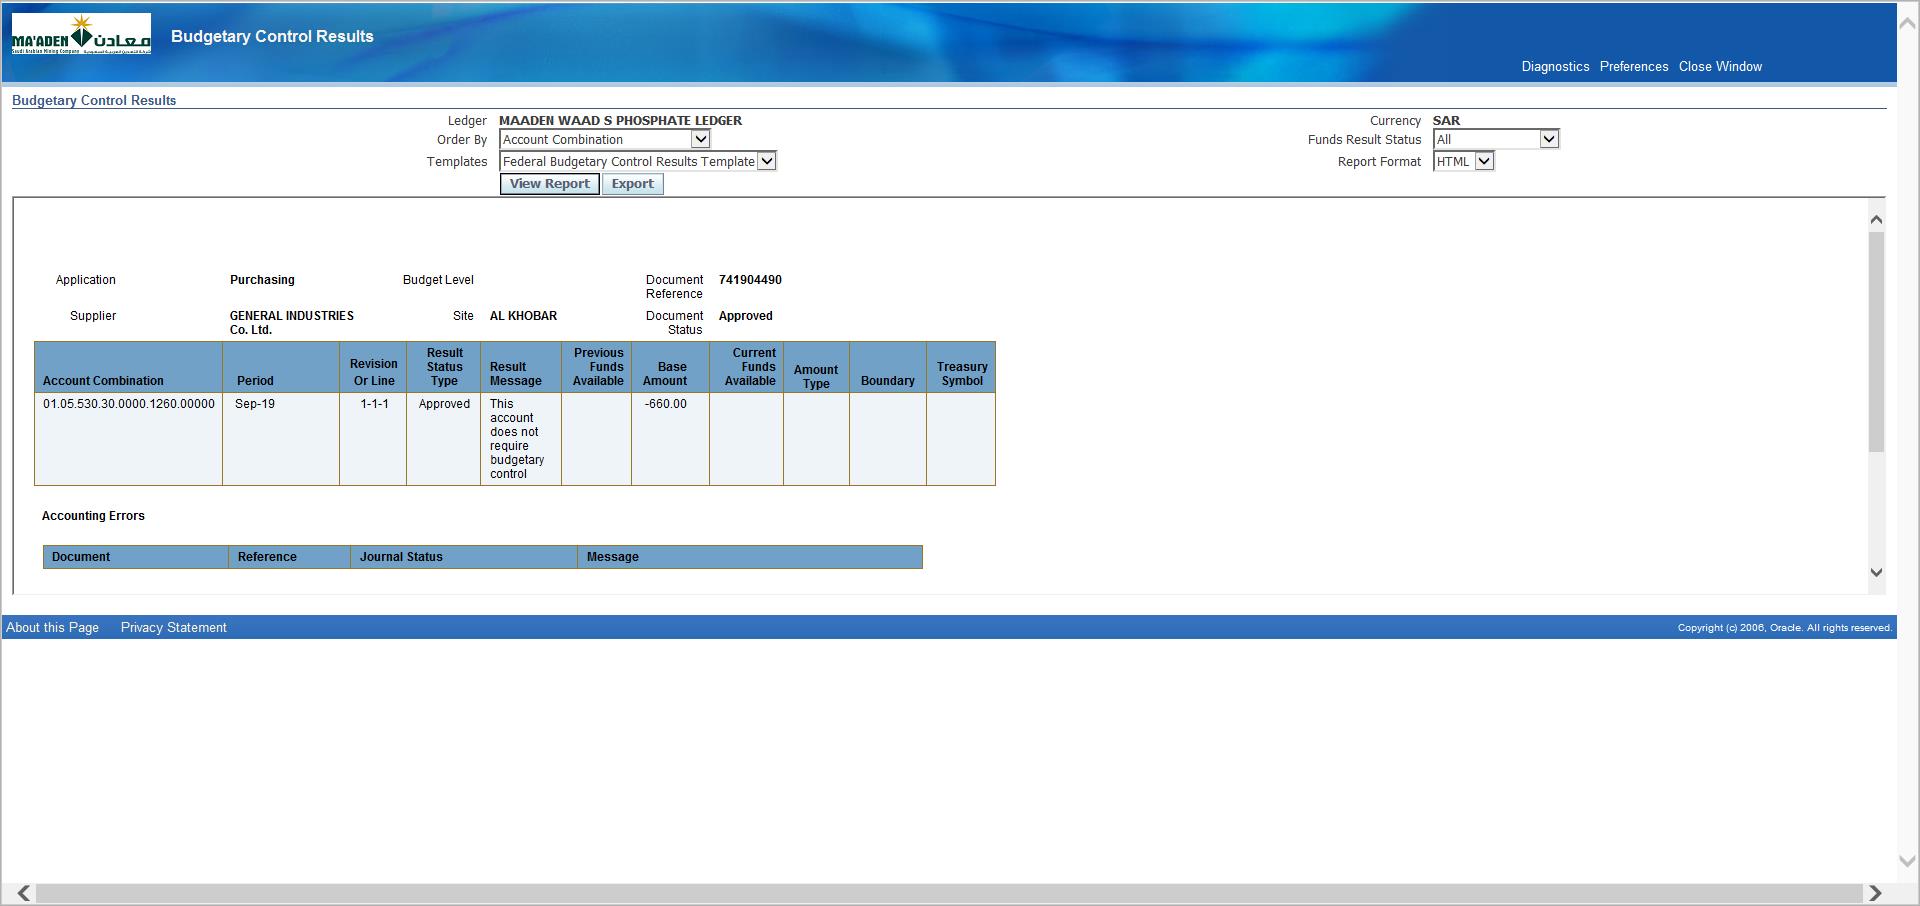 MA'ADEN معادن
Saudi Arabian Mining Company
Budgetary Control Results
Diagnostics Preferences Close Window
Budgetary Control Results
Ledger MAADEN WAAD S PHOSPHATE LEDGER Currency SAR
Order By Account Combination Funds Result Status All
Templates Federal Budgetary Control Results Template Report Format HTML
View Report Export
Application Purchasing Budget Level Document Reference 741904490
Supplier GENERAL INDUSTRIES Co. Ltd. Site AL KHOBAR Document Status Approved
Account Combination Period Revision Or Line Result Status Type Result Message Previous Funds Available Base Amount Current Funds Available Amount Type Boundary Treasury Symbol
01.05.530.30.0000.1260.00000 Sep-19 1-1-1 Approved This account does not require budgetary control -660.00
Accounting Errors
Document Reference Journal Status Message
About this Page Privacy Statement Copyright (c) 2006, Oracle. All rights reserved.